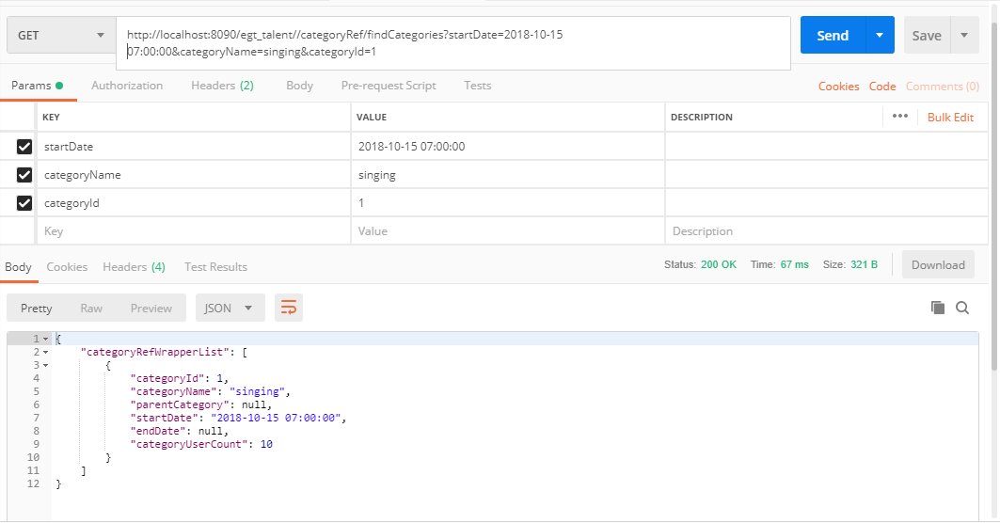 GET
http://localhost:8090/egt_talent//categoryRef/findCategories?startDate=2018-10-15
07:00:00&categoryName=singing&categoryId=1
Send
Save
Params
Authorization
Headers (2)
Body
Pre-request Script
Tests
Cookies
Code
Comments (0)
KEY
VALUE
DESCRIPTION
•••
Bulk Edit
startDate
2018-10-15 07:00:00
categoryName
singing
categoryId
1
Key
Value
Description
Body
Cookies
Headers (4)
Test Results
Status: 200 OK
Time: 67 ms
Size: 321 B
Download
Pretty
Raw
Preview
JSON
1 {
2 "categoryRefWrapperList": [
3 {
4 "categoryId": 1,
5 "categoryName": "singing",
6 "parentCategory": null,
7 "startDate": "2018-10-15 07:00:00",
8 "endDate": null,
9 "categoryUserCount": 10
10 }
11 ]
12 }